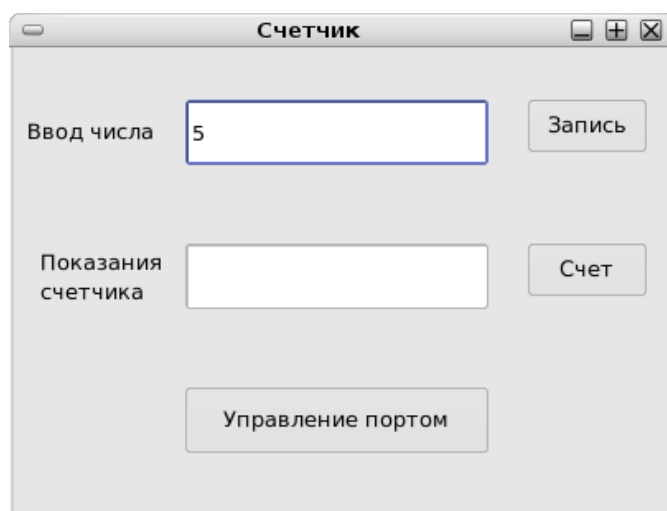 Счетчик
Ввод числа
5
Запись
Показания
счетчика
Счет
Управление портом